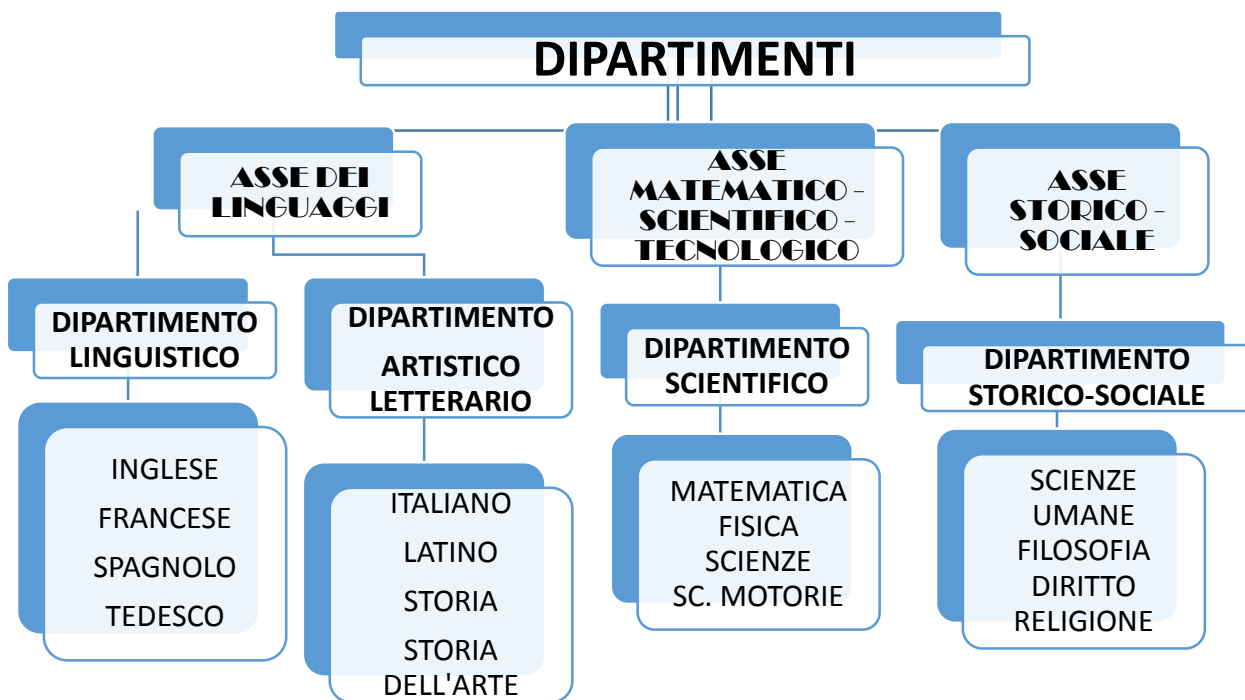 DIPARTIMENTI
ASSE DEI
LINGUAGGI
ASSE
MATEMATICO -
SCIENTIFICO -
TECNOLOGICO
ASSE
STORICO -
SOCIALE
DIPARTIMENTO
LINGUISTICO
DIPARTIMENTO
ARTISTICO
LETTERARIO
DIPARTIMENTO
SCIENTIFICO
DIPARTIMENTO
STORICO-SOCIALE
INGLESE
FRANCESE
SPAGNOLO
TEDESCO
ITALIANO
LATINO
STORIA
STORIA
DELL'ARTE
MATEMATICA
FISICA
SCIENZE
SC. MOTORIE
SCIENZE
UMANE
FILOSOFIA
DIRITTO
RELIGIONE